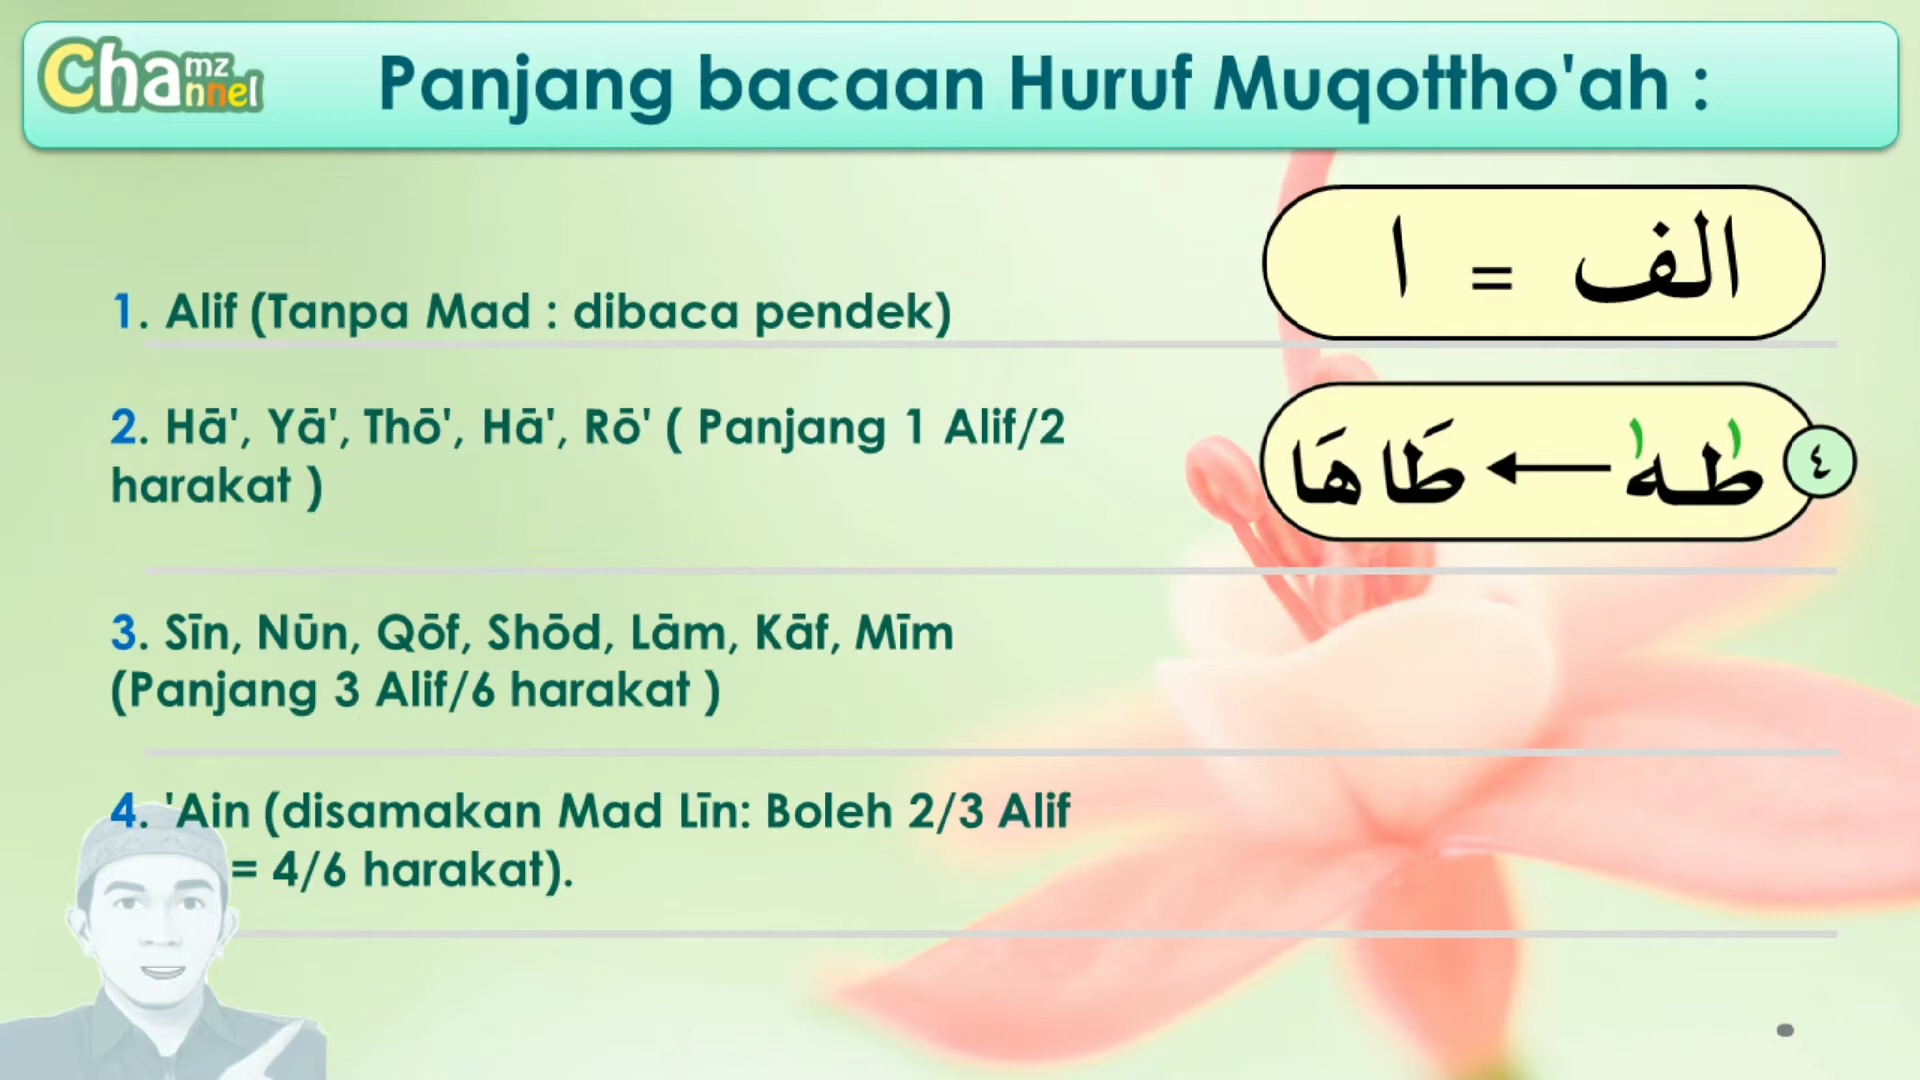 Chamz Channel
Panjang bacaan Huruf Muqottho'ah :
الف = ا
1. Alif (Tanpa Mad : dibaca pendek)
2. Hā', Yā', Thō', Hā', Rō' ( Panjang 1 Alif/2
harakat )
٤ طٰهٰ ← طَاهَا
3. Sīn, Nūn, Qōf, Shōd, Lām, Kāf, Mīm
(Panjang 3 Alif/6 harakat )
4. 'Ain (disamakan Mad Līn: Boleh 2/3 Alif
= 4/6 harakat).